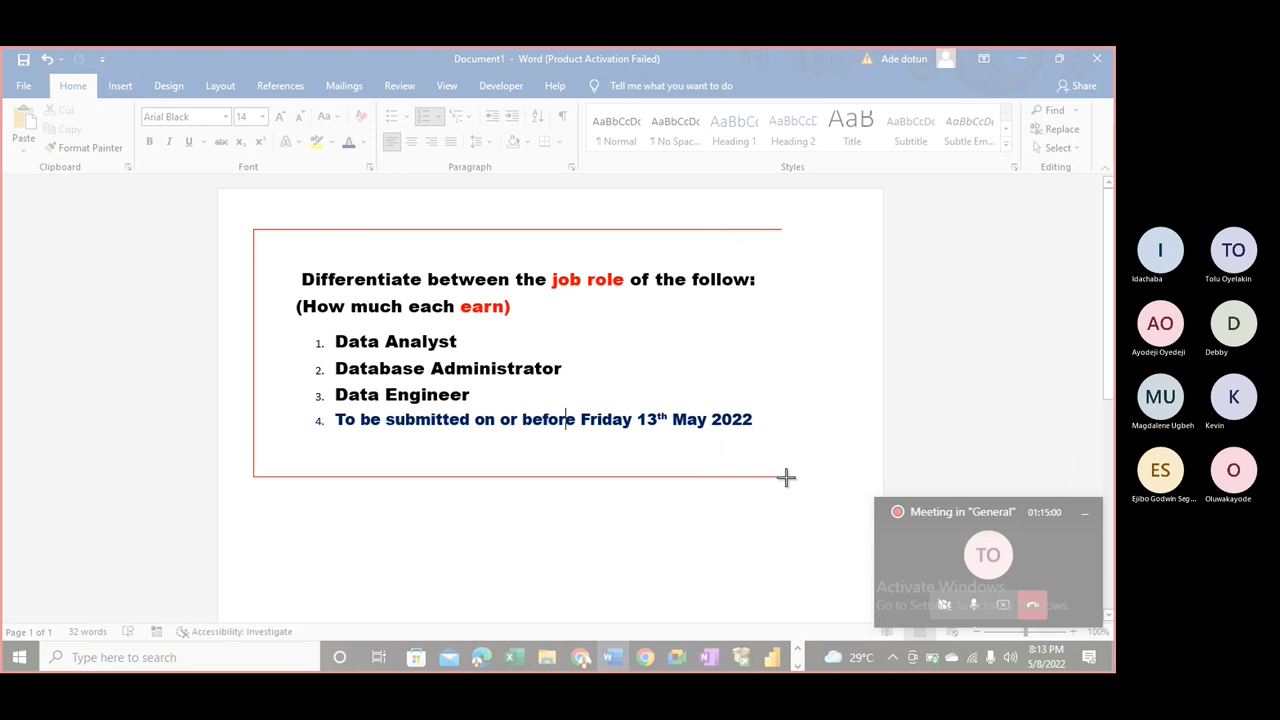 Document1 - Word (Product Activation Failed)
Ade dotun
File Home Insert Design Layout References Mailings Review View Developer Help Tell me what you want to do Share
Cut
Copy
Format Painter
Paste
Clipboard
Arial Black 14
Font
Paragraph
AaBbCcDc AaBbCcDc AaBbCc AaBbCcD AaB AaBbCcDc AaBbCcDc
¶ Normal ¶ No Spac... Heading 1 Heading 2 Title Subtitle Subtle Em...
Styles
Find
Replace
Select
Editing
Differentiate between the job role of the follow:
(How much each earn)
1. Data Analyst
2. Database Administrator
3. Data Engineer
4. To be submitted on or before Friday 13th May 2022
Meeting in "General" 01:15:00
TO
Activate Windows
Page 1 of 1 32 words Accessibility: Investigate 100%
Type here to search
29°C
8:13 PM
5/8/2022
I
Idachaba
TO
Tolu Oyelakin
AO
Ayodeji Oyedeji
D
Debby
MU
Magdalene Ugbeh
K
Kevin
ES
Ejibo Godwin Seg...
O
Oluwakayode